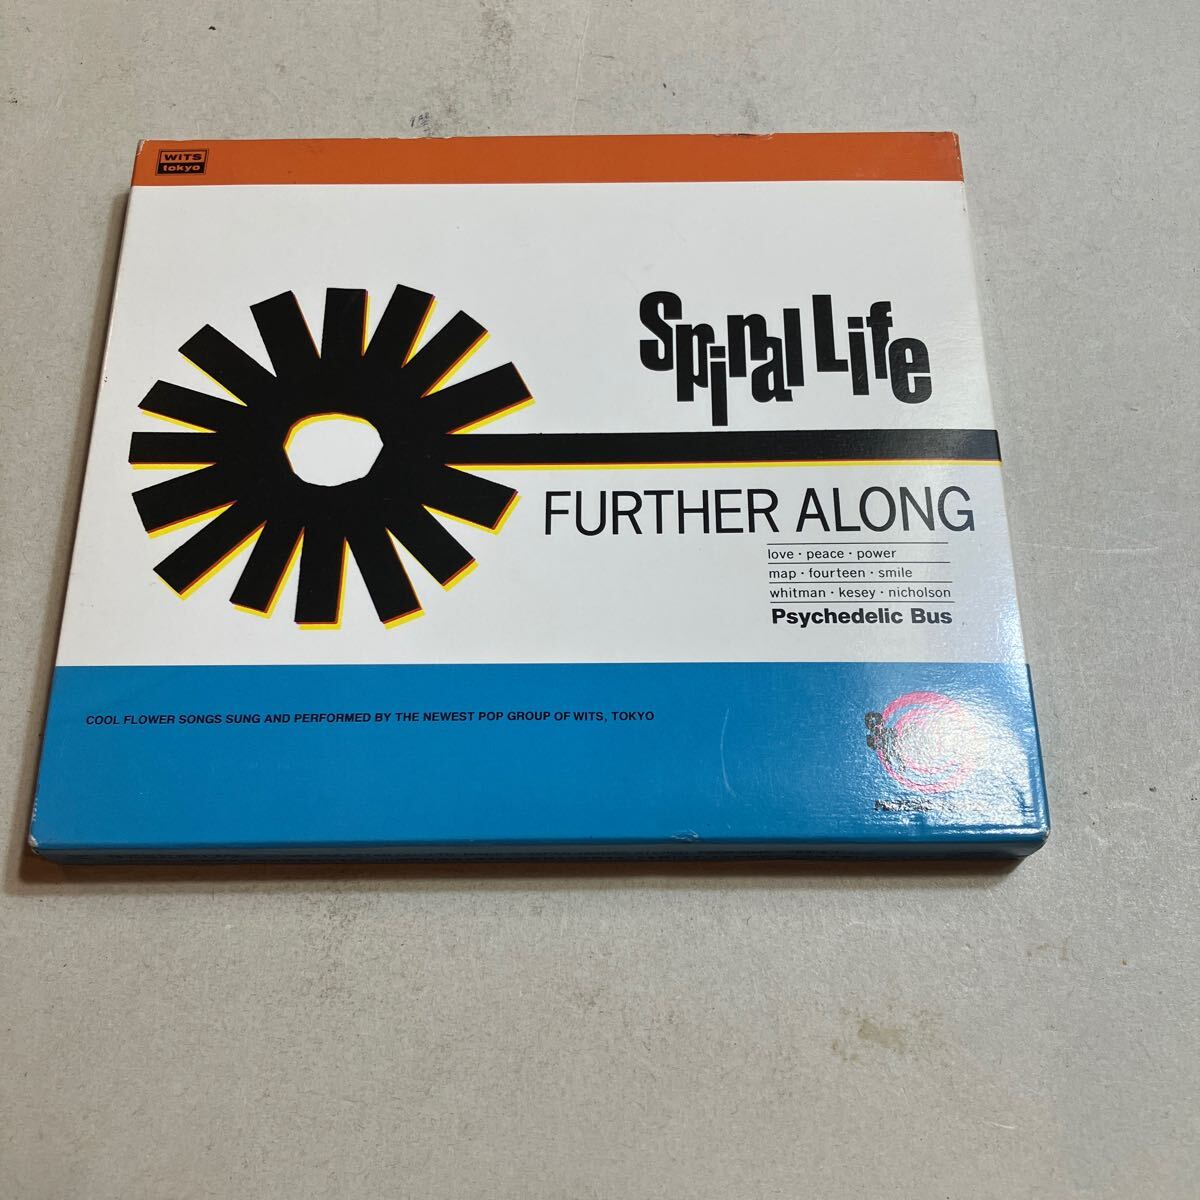 WiTS
tokyo
Spiral Life
FURTHER ALONG
love · peace · power
map · fourteen · smile
whitman · kesey · nicholson
Psychedelic Bus
COOL FLOWER SONGS SUNG AND PERFORMED BY THE NEWEST POP GROUP OF WITS, TOKYO